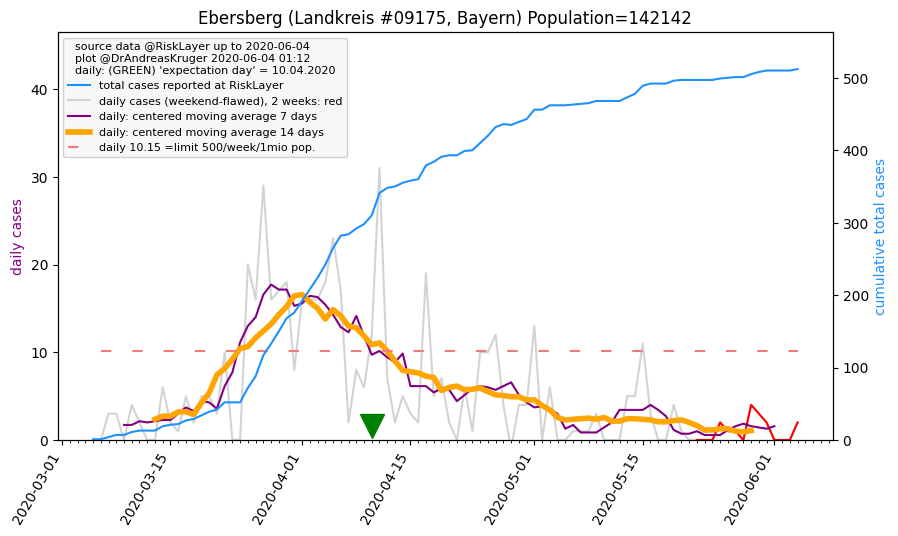 Ebersberg (Landkreis #09175, Bayern) Population=142142
source data @RiskLayer up to 2020-06-04
plot @DrAndreasKruger 2020-06-04 01:12
daily: (GREEN) 'expectation day' = 10.04.2020
total cases reported at RiskLayer
daily cases (weekend-flawed), 2 weeks: red
daily: centered moving average 7 days
daily: centered moving average 14 days
daily 10.15 =limit 500/week/1mio pop.
daily cases
40
30
20
10
0
cumulative total cases
500
400
300
200
100
0
2020-03-01
2020-03-15
2020-04-01
2020-04-15
2020-05-01
2020-05-15
2020-06-01